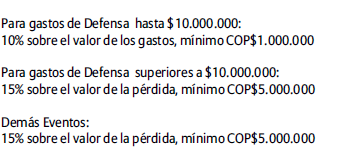 Para gastos de Defensa hasta $10.000.000:
10% sobre el valor de los gastos, mínimo COP$1.000.000
Para gastos de Defensa superiores a $10.000.000:
15% sobre el valor de la pérdida, mínimo COP$5.000.000
Demás Eventos:
15% sobre el valor de la pérdida, mínimo COP$5.000.000